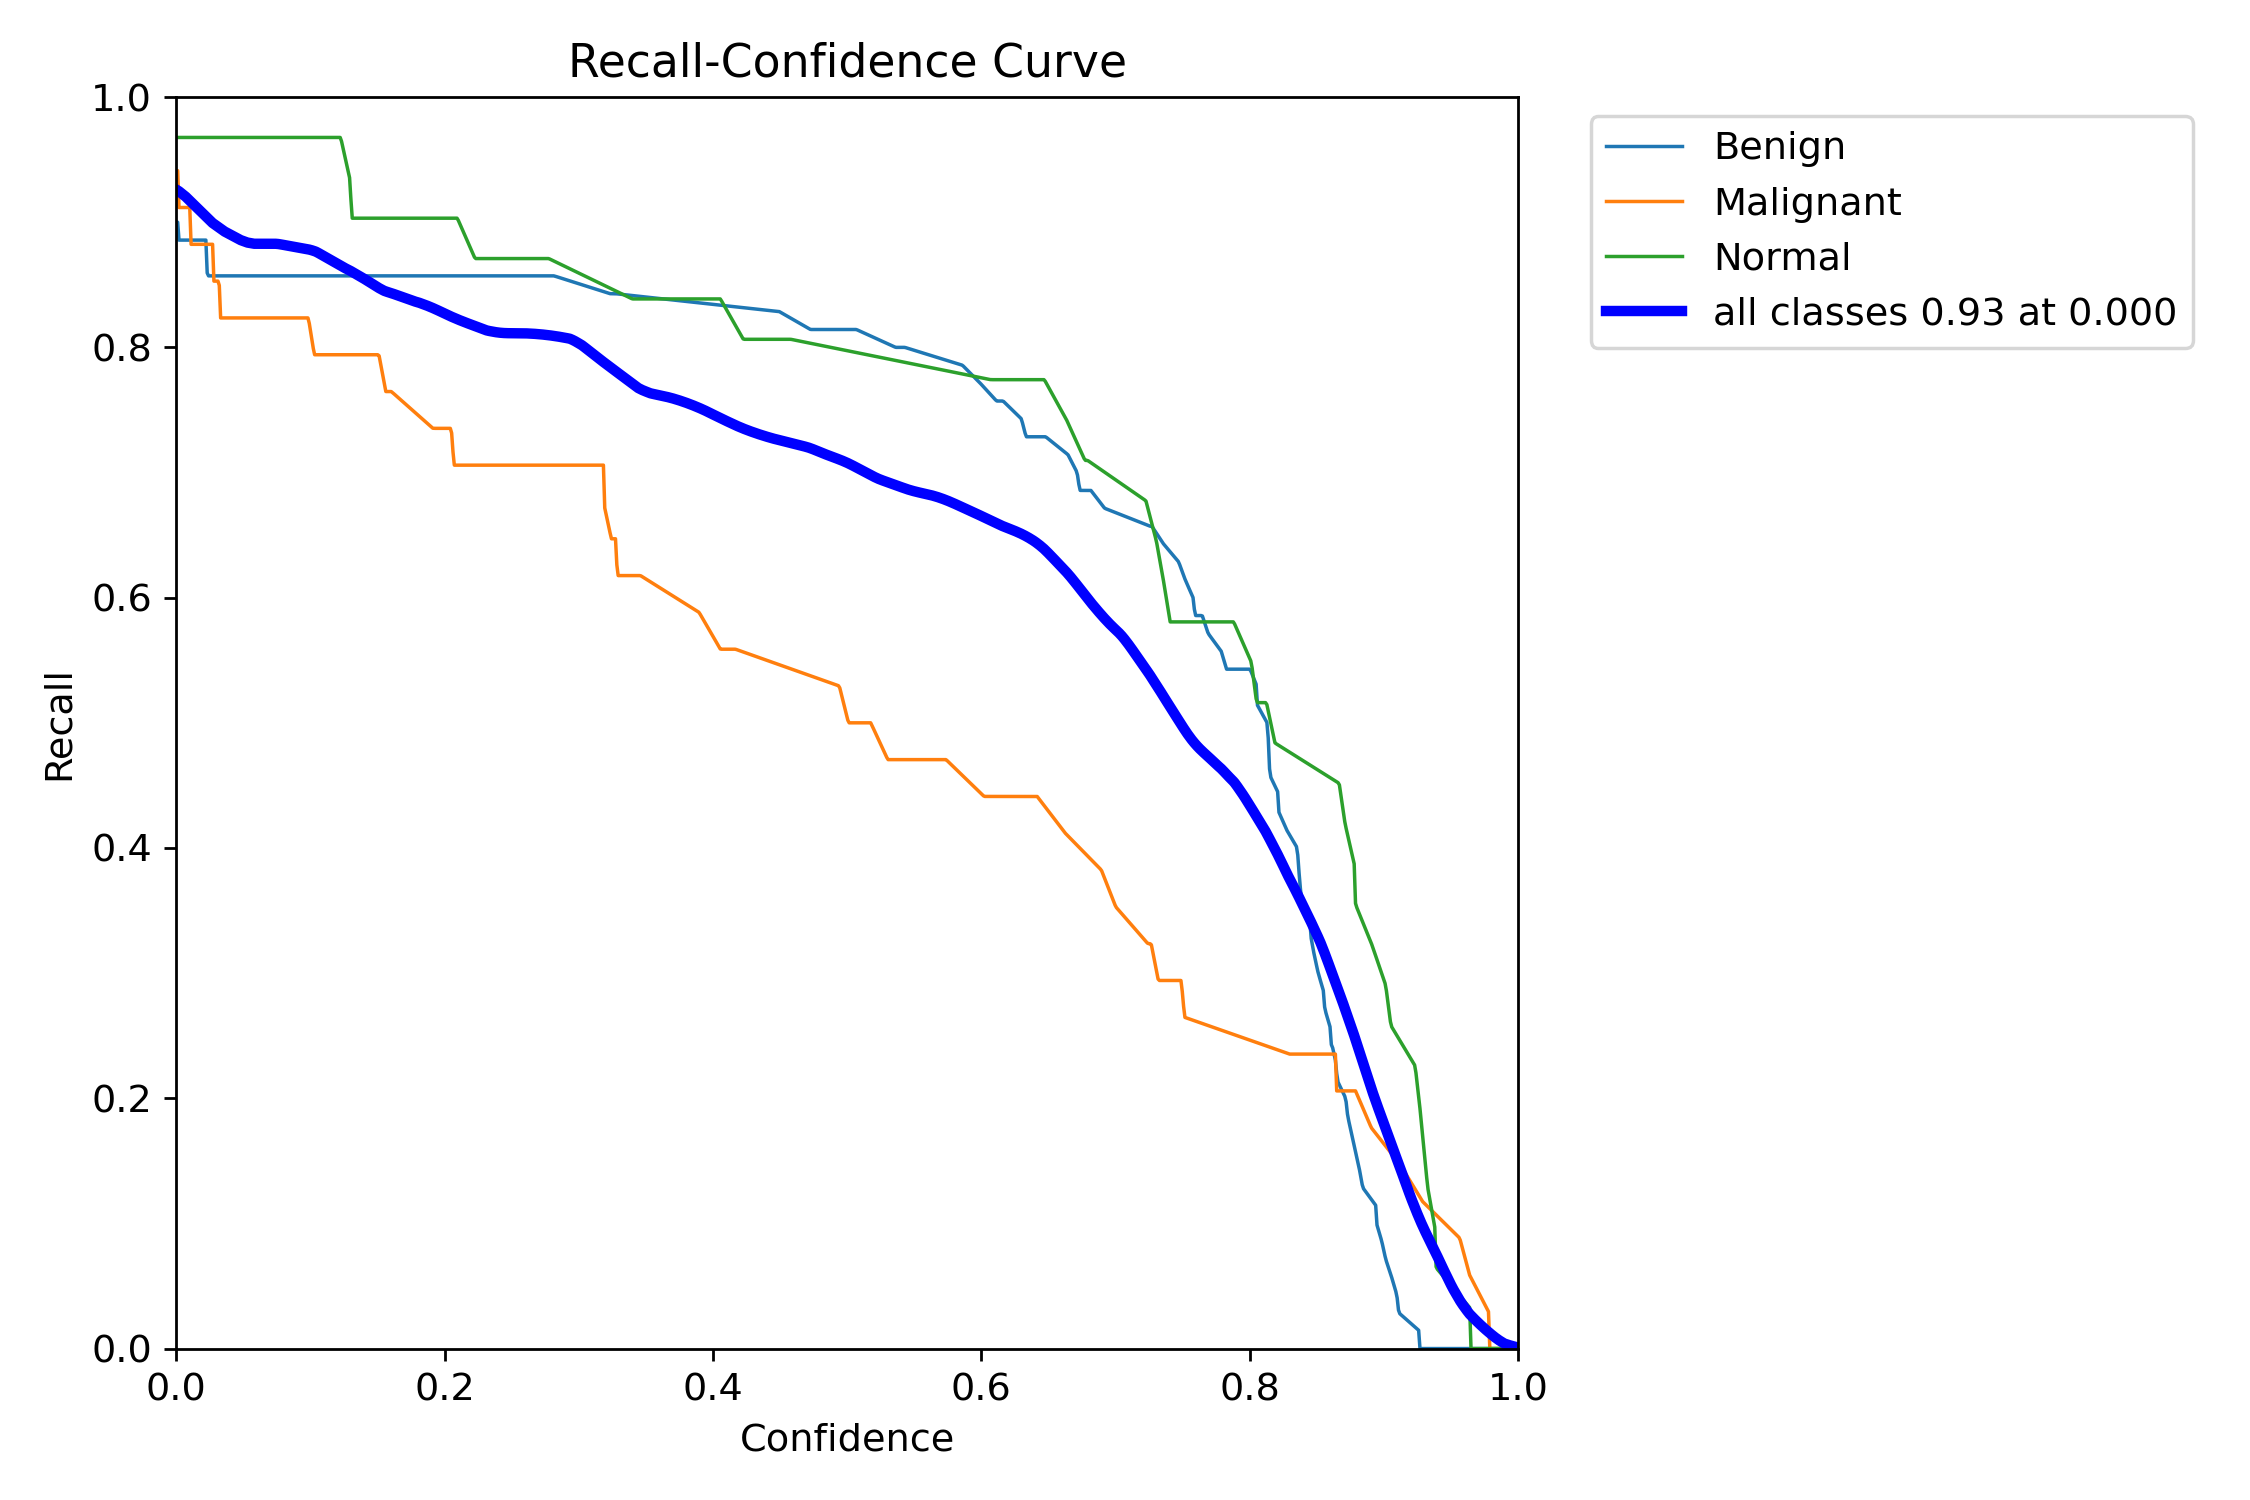 Recall-Confidence Curve
1.0
0.8
0.6
0.4
0.2
0.0
Recall
0.0 0.2 0.4 0.6 0.8 1.0
Confidence
Benign
Malignant
Normal
all classes 0.93 at 0.000